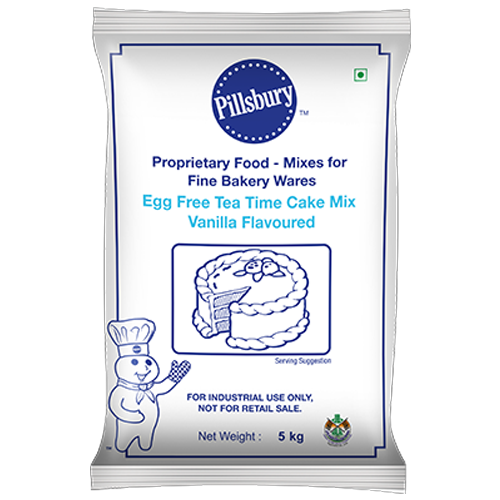 Pillsbury
TM
Proprietary Food - Mixes for
Fine Bakery Wares
Egg Free Tea Time Cake Mix
Vanilla Flavoured
Serving Suggestion
FOR INDUSTRIAL USE ONLY,
NOT FOR RETAIL SALE.
Net Weight : 5 kg
TM